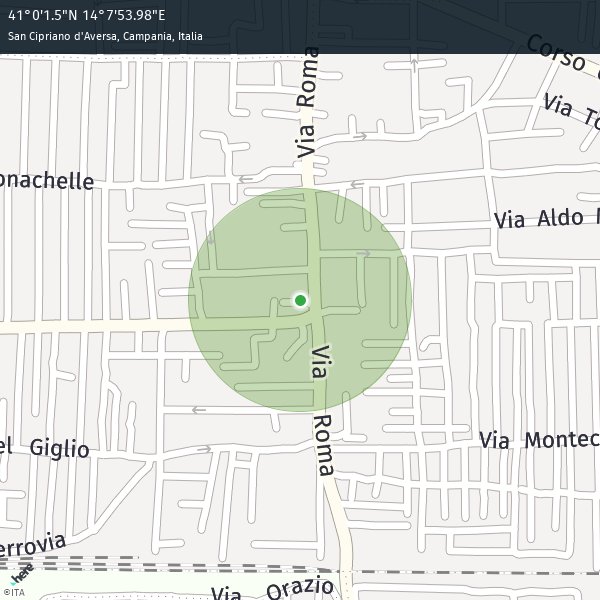 41°0'1.5"N 14°7'53.98"E
San Cipriano d'Aversa, Campania, Italia
Corso
Via Roma
Via To
onachelle
Via Aldo M
Via Roma
el Giglio
Via Montec
errovia
here
©ITA
Via Orazio